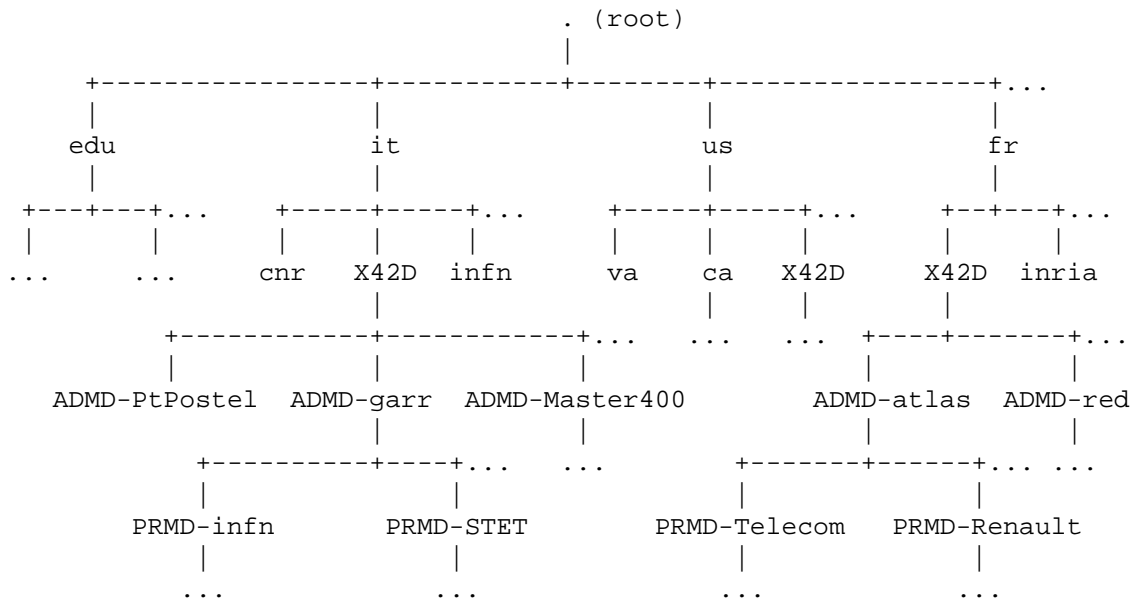 . (root)
|
+-----------------+-----------+--------+-----------------+...
| | | |
edu it us fr
| | | |
+---+---+... +-----+-----+... +-----+-----+... +--+---+...
| | | | | | | | | |
... ... cnr X42D infn va ca X42D X42D inria
| | | |
+------------+------------+... ... ... +----+-------+...
| | | | |
ADMD-PtPostel ADMD-garr ADMD-Master400 ADMD-atlas ADMD-red
| | | |
+----------+----+... ... +-------+------+... ...
| | | |
PRMD-infn PRMD-STET PRMD-Telecom PRMD-Renault
| | | |
... ... ... ...